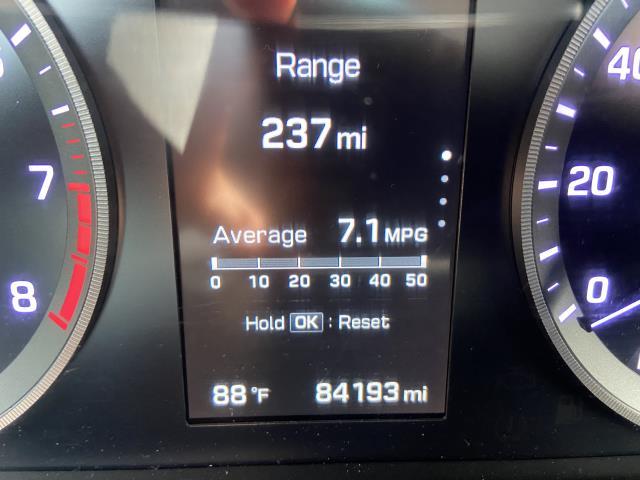 Range
237 mi
Average 7.1 MPG
0 10 20 30 40 50
Hold OK : Reset
88°F 84193 mi
7
8
40
20
0